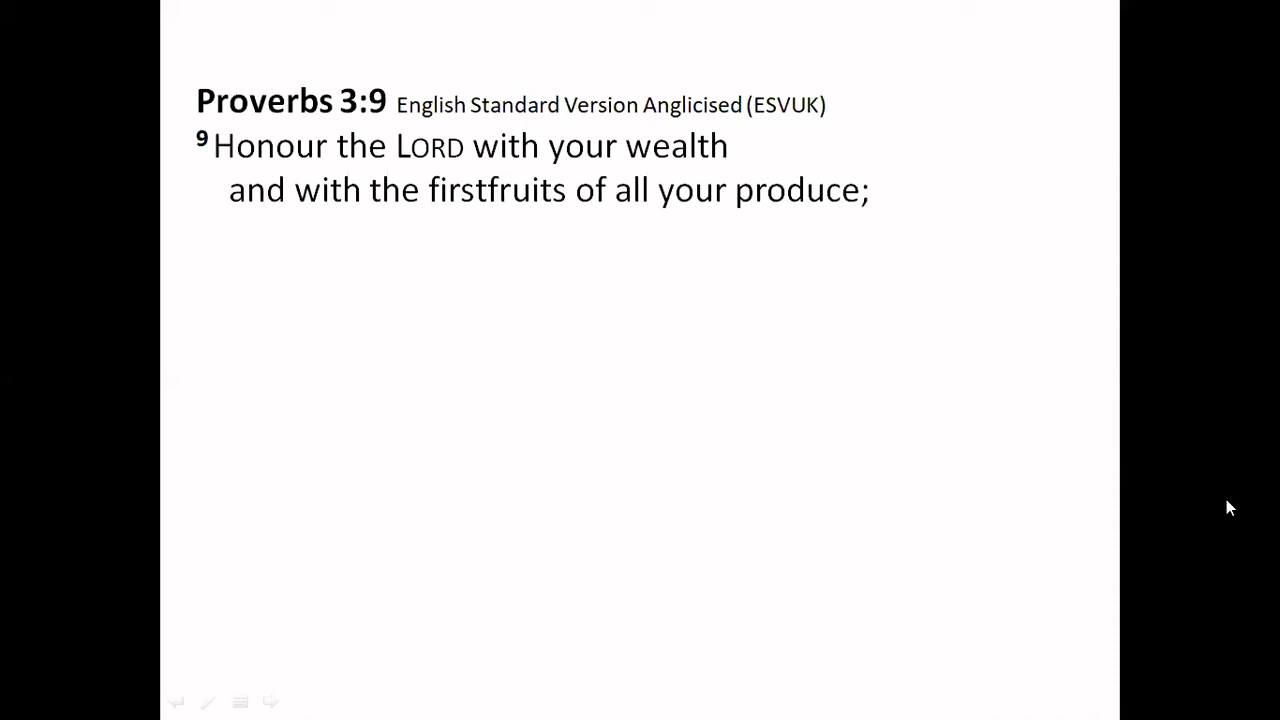 Proverbs 3:9 English Standard Version Anglicised (ESVUK)
9 Honour the LORD with your wealth
and with the firstfruits of all your produce;